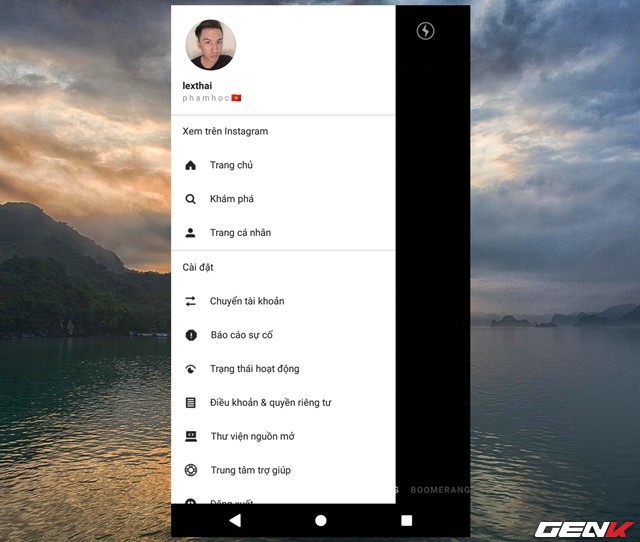 lexthai
phamhoc🇻🇳
Xem trên Instagram
Trang chủ
Khám phá
Trang cá nhân
Cài đặt
Chuyển tài khoản
Báo cáo sự cố
Trạng thái hoạt động
Điều khoản & quyền riêng tư
Thư viện nguồn mở
Trung tâm trợ giúp
Đăng xuất
G BOOMERANG
GENK